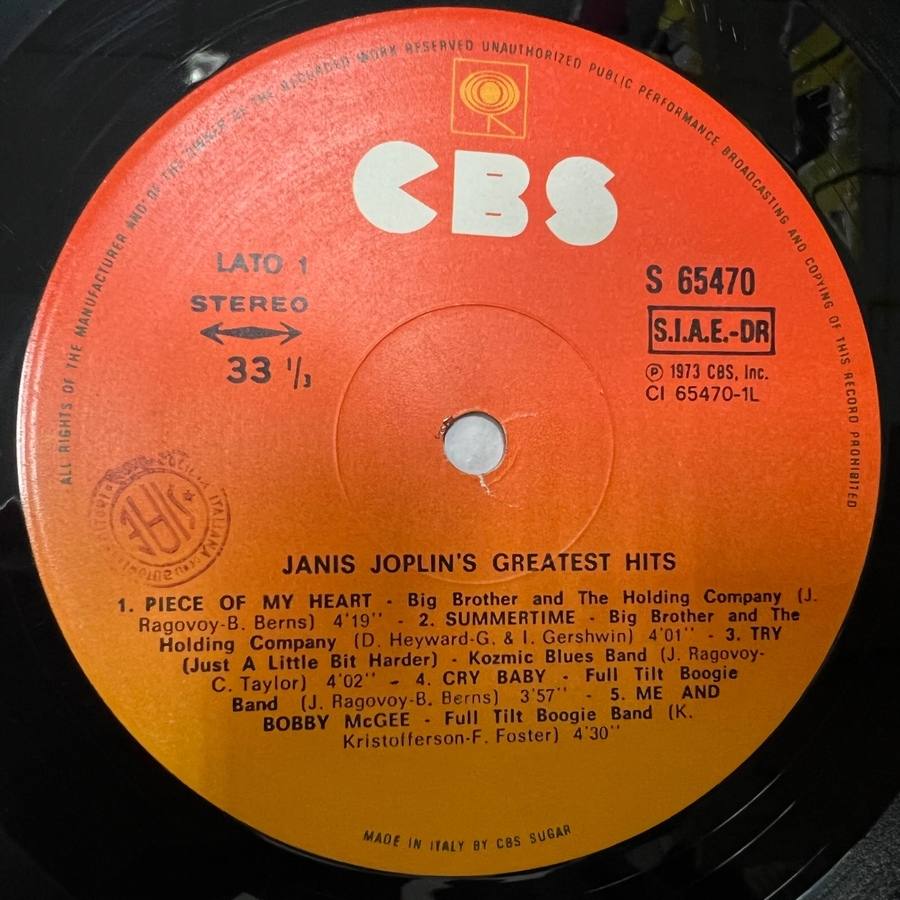 ALL RIGHTS OF THE MANUFACTURER AND OF THE OWNER OF THE RECORDED WORK RESERVED UNAUTHORIZED PUBLIC PERFORMANCE BROADCASTING AND COPYING OF THIS RECORD PROHIBITED
CBS
LATO 1
STEREO
33 1/3
S 65470
S.I.A.E.-DR
℗ 1973 CBS, Inc.
CI 65470-1L
SIAE
ITALIANA
JANIS JOPLIN'S GREATEST HITS
1. PIECE OF MY HEART - Big Brother and The Holding Company (J.
Ragovoy-B. Berns) 4'19'' - 2. SUMMERTIME - Big Brother and The
Holding Company (D. Heyward-G. & I. Gershwin) 4'01'' - 3. TRY
(Just A Little Bit Harder) - Kozmic Blues Band (J. Ragovoy-
C. Taylor) 4'02'' - 4. CRY BABY - Full Tilt Boogie
Band (J. Ragovoy-B. Berns) 3'57'' - 5. ME AND
BOBBY McGEE - Full Tilt Boogie Band (K.
Kristofferson-F. Foster) 4'30''
MADE IN ITALY BY CBS SUGAR